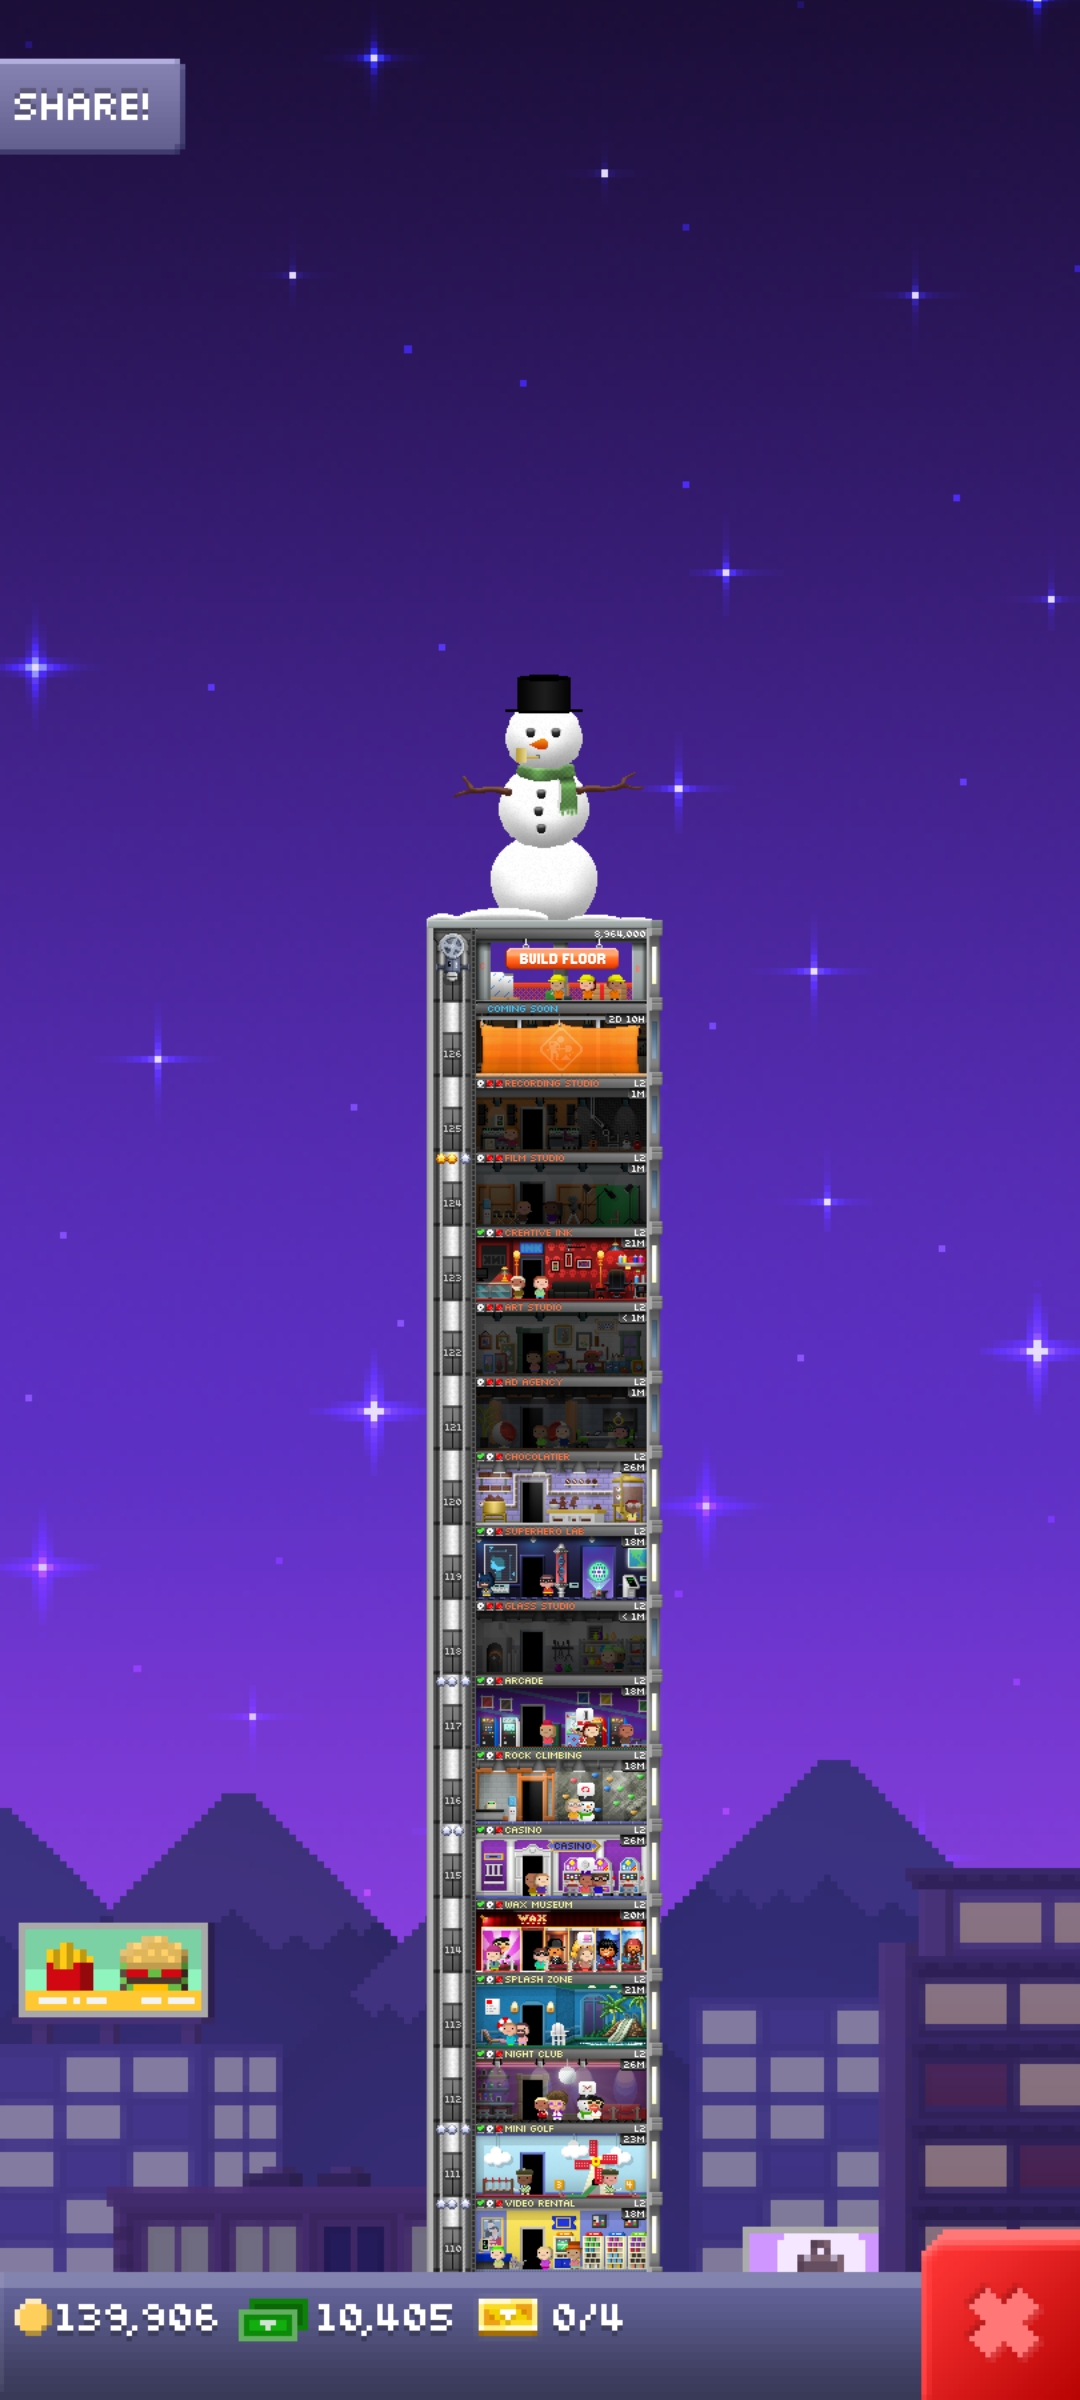 SHARE!
8,964,000
BUILD FLOOR
COMING SOON
2D 10H
126
RECORDING STUDIO L2
1M
125
FILM STUDIO L2
1M
124
CREATIVE INK L2
21M
INK
123
ART STUDIO L2
< 1M
122
AD AGENCY L2
1M
121
CHOCOLATIER L2
26M
120
SUPERHERO LAB L2
18M
119
GLASS STUDIO L2
< 1M
118
ARCADE L2
18M
117
ROCK CLIMBING L2
18M
116
CASINO L2
26M
CASINO
115
WAX MUSEUM L2
20M
WAX
114
SPLASH ZONE L2
21M
113
NIGHT CLUB L2
26M
112
MINI GOLF L2
23M
111
VIDEO RENTAL L2
18M
110
139,906 10,405 0/4